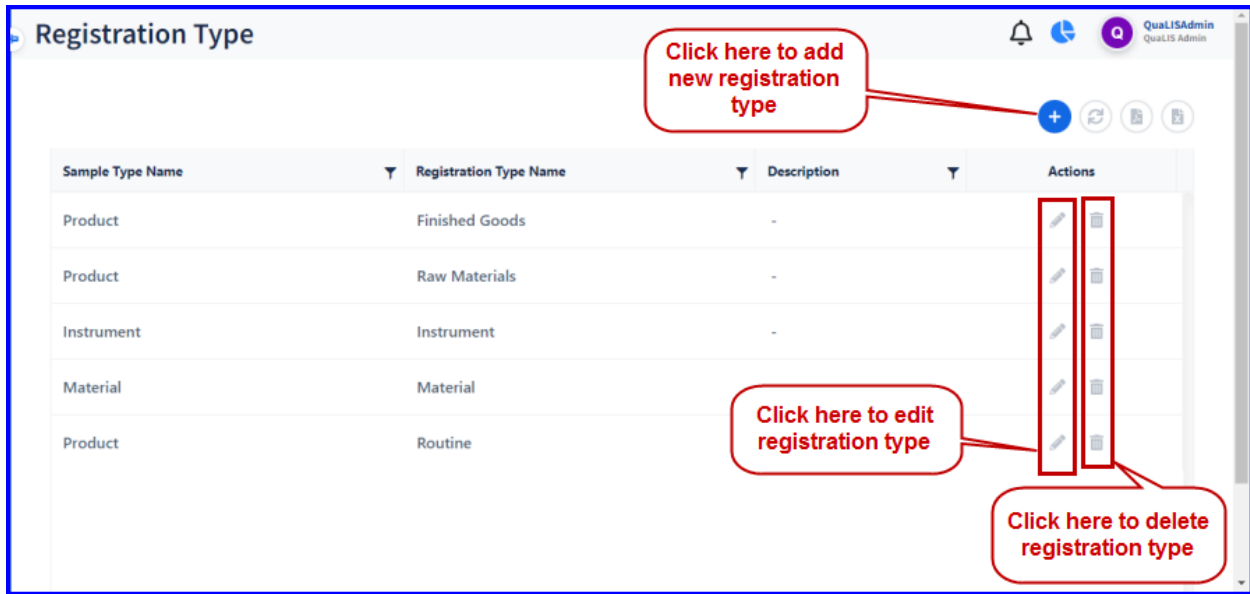 Registration Type
Q
QuaLISAdmin
QuaLIS Admin
Click here to add
new registration
type
Sample Type Name Registration Type Name Description Actions
Product Finished Goods -
Product Raw Materials -
Instrument Instrument -
Material Material
Product Routine
Click here to edit
registration type
Click here to delete
registration type